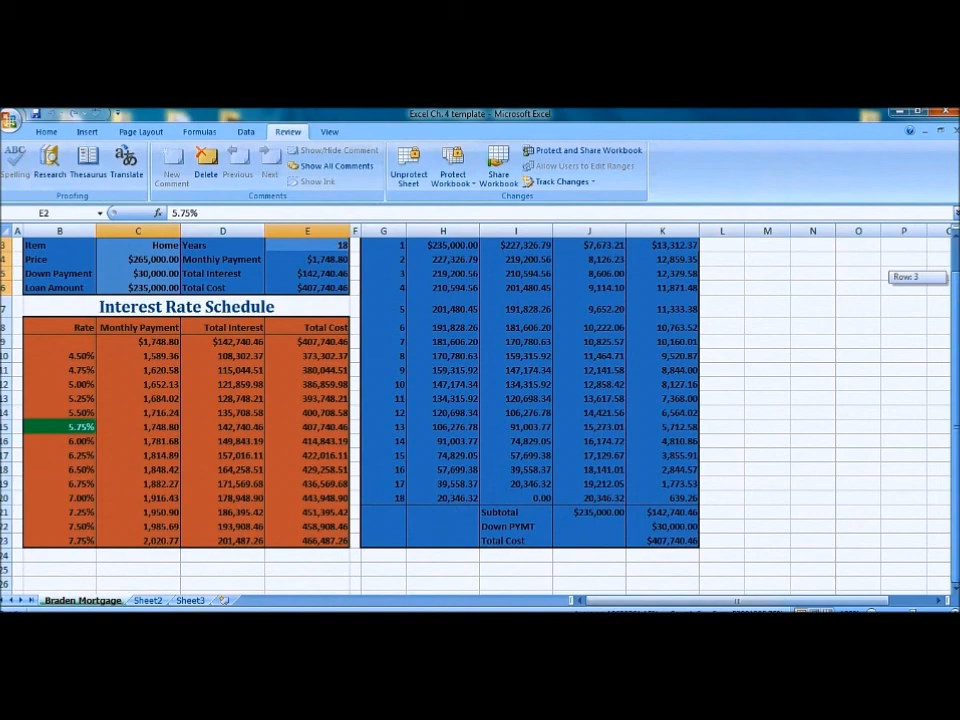 Excel Ch. 4 template - Microsoft Excel
Home Insert Page Layout Formulas Data Review View
ABC Show/Hide Comment Protect and Share Workbook
Show All Comments Allow Users to Edit Ranges
Spelling Research Thesaurus Translate New Comment Delete Previous Next Show Ink Unprotect Sheet Protect Workbook Share Workbook Track Changes
Proofing Comments Changes
E2 fx 5.75%
A B C D E F G H I J K L M N O P
3 Item Home Years 18 1 $235,000.00 $227,326.79 $7,673.21 $13,312.37
4 Price $265,000.00 Monthly Payment $1,748.80 2 227,326.79 219,200.56 8,126.23 12,859.35
5 Down Payment $30,000.00 Total Interest $142,740.46 3 219,200.56 210,594.56 8,606.00 12,379.58
6 Loan Amount $235,000.00 Total Cost $407,740.46 4 210,594.56 201,480.45 9,114.10 11,871.48
Row: 3
7 Interest Rate Schedule 5 201,480.45 191,828.26 9,652.20 11,333.38
8 Rate Monthly Payment Total Interest Total Cost 6 191,828.26 181,606.20 10,222.06 10,763.52
9 $1,748.80 $142,740.46 $407,740.46 7 181,606.20 170,780.63 10,825.57 10,160.01
10 4.50% 1,589.36 108,302.37 373,302.37 8 170,780.63 159,315.92 11,464.71 9,520.87
11 4.75% 1,620.58 115,044.51 380,044.51 9 159,315.92 147,174.34 12,141.58 8,844.00
12 5.00% 1,652.13 121,859.98 386,859.98 10 147,174.34 134,315.92 12,858.42 8,127.16
13 5.25% 1,684.02 128,748.21 393,748.21 11 134,315.92 120,698.34 13,617.58 7,368.00
14 5.50% 1,716.24 135,708.58 400,708.58 12 120,698.34 106,276.78 14,421.56 6,564.02
15 5.75% 1,748.80 142,740.46 407,740.46 13 106,276.78 91,003.77 15,273.01 5,712.58
16 6.00% 1,781.68 149,843.19 414,843.19 14 91,003.77 74,829.05 16,174.72 4,810.86
17 6.25% 1,814.89 157,016.11 422,016.11 15 74,829.05 57,699.38 17,129.67 3,855.91
18 6.50% 1,848.42 164,258.51 429,258.51 16 57,699.38 39,558.37 18,141.01 2,844.57
19 6.75% 1,882.27 171,569.68 436,569.68 17 39,558.37 20,346.32 19,212.05 1,773.53
20 7.00% 1,916.43 178,948.90 443,948.90 18 20,346.32 0.00 20,346.32 639.26
21 7.25% 1,950.90 186,395.42 451,395.42 Subtotal $235,000.00 $142,740.46
22 7.50% 1,985.69 193,908.46 458,908.46 Down PYMT $30,000.00
23 7.75% 2,020.77 201,487.26 466,487.26 Total Cost $407,740.46
24
25
26
Braden Mortgage Sheet2 Sheet3